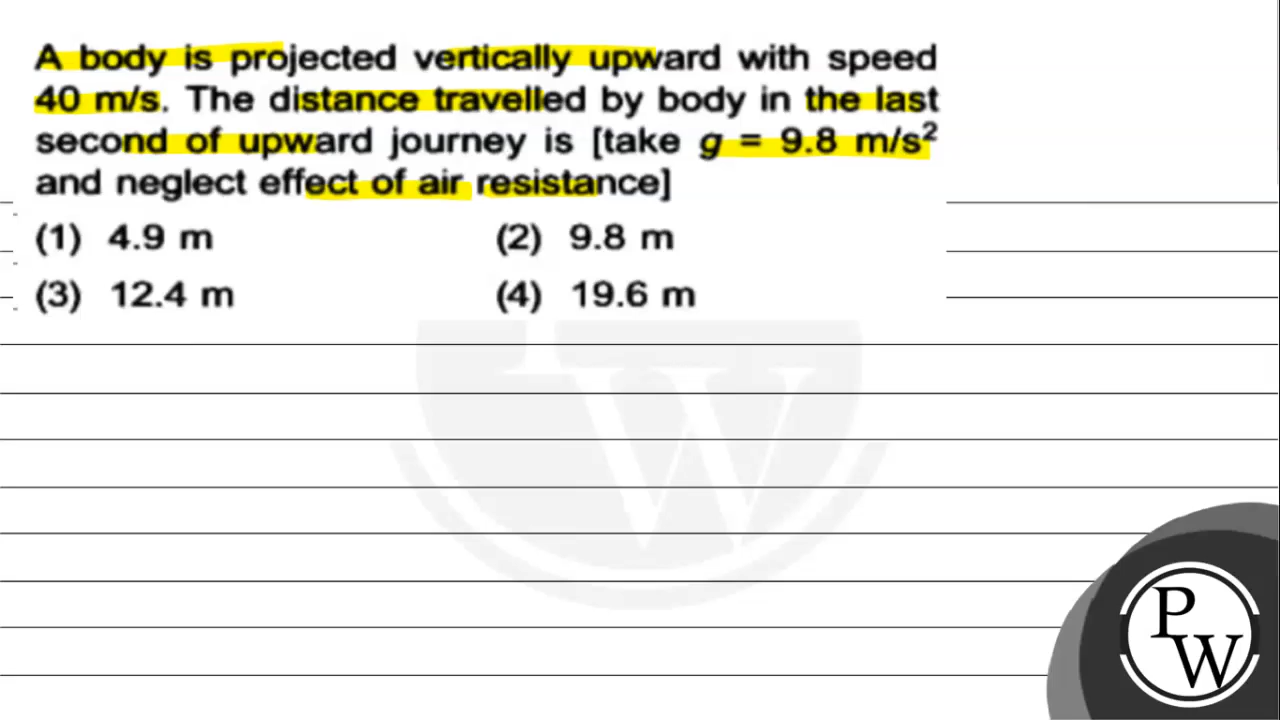 A body is projected vertically upward with speed
40 m/s. The distance travelled by body in the last
second of upward journey is [take g = 9.8 m/s²
and neglect effect of air resistance]
(1) 4.9 m (2) 9.8 m
(3) 12.4 m (4) 19.6 m
W
P
W